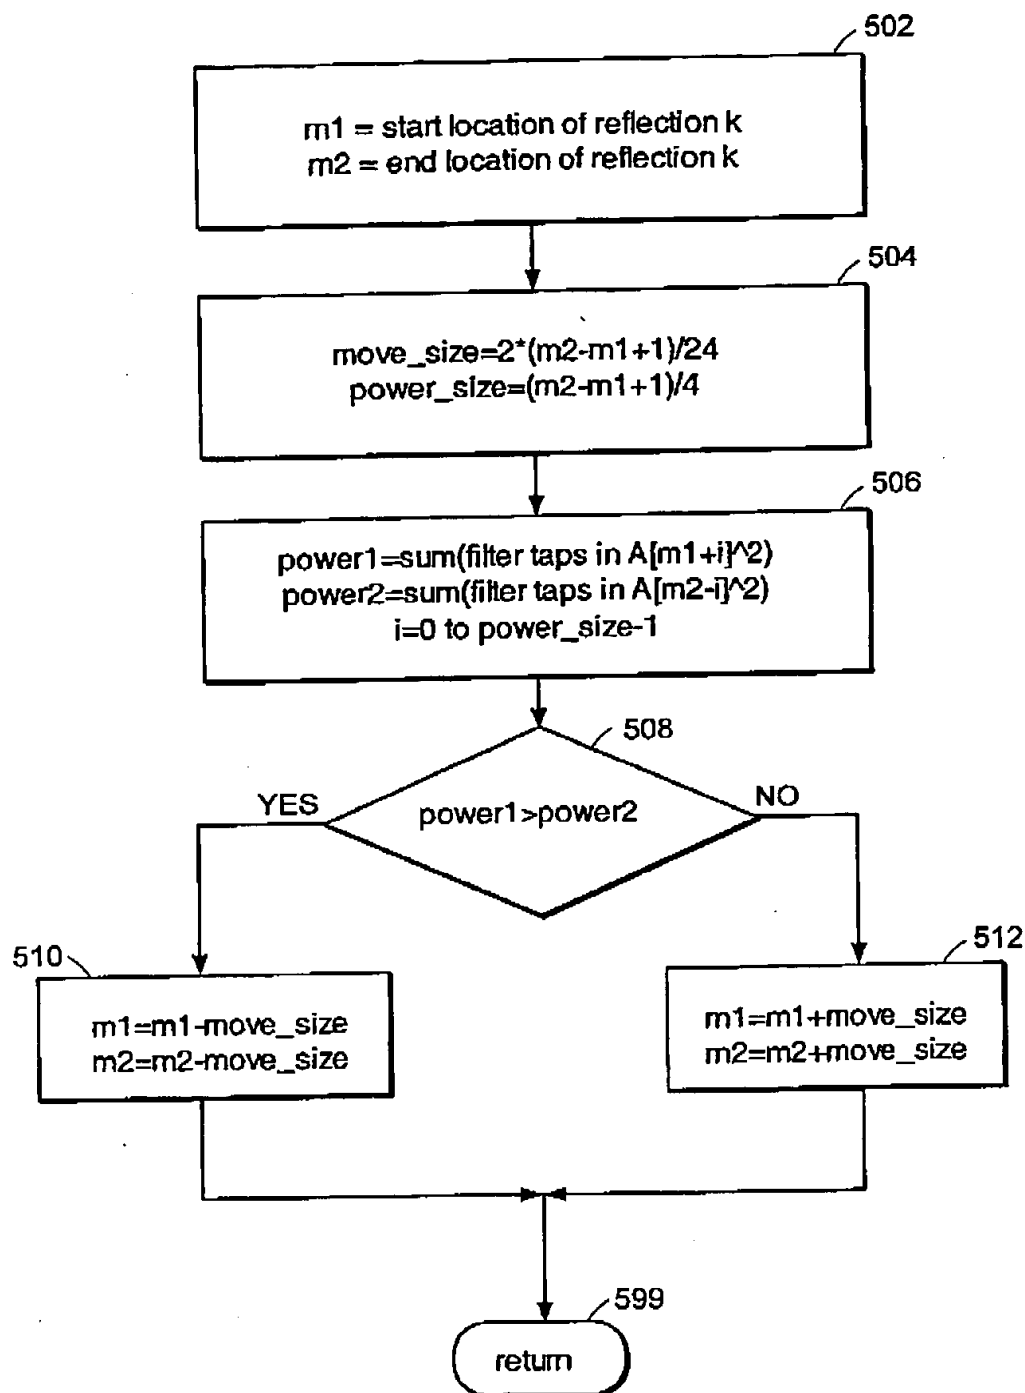 502
m1 = start location of reflection k
m2 = end location of reflection k
504
move_size=2*(m2-m1+1)/24
power_size=(m2-m1+1)/4
506
power1=sum(filter taps in A[m1+i]^2)
power2=sum(filter taps in A[m2-i]^2)
i=0 to power_size-1
508
YES
power1>power2
NO
510
m1=m1-move_size
m2=m2-move_size
512
m1=m1+move_size
m2=m2+move_size
599
return